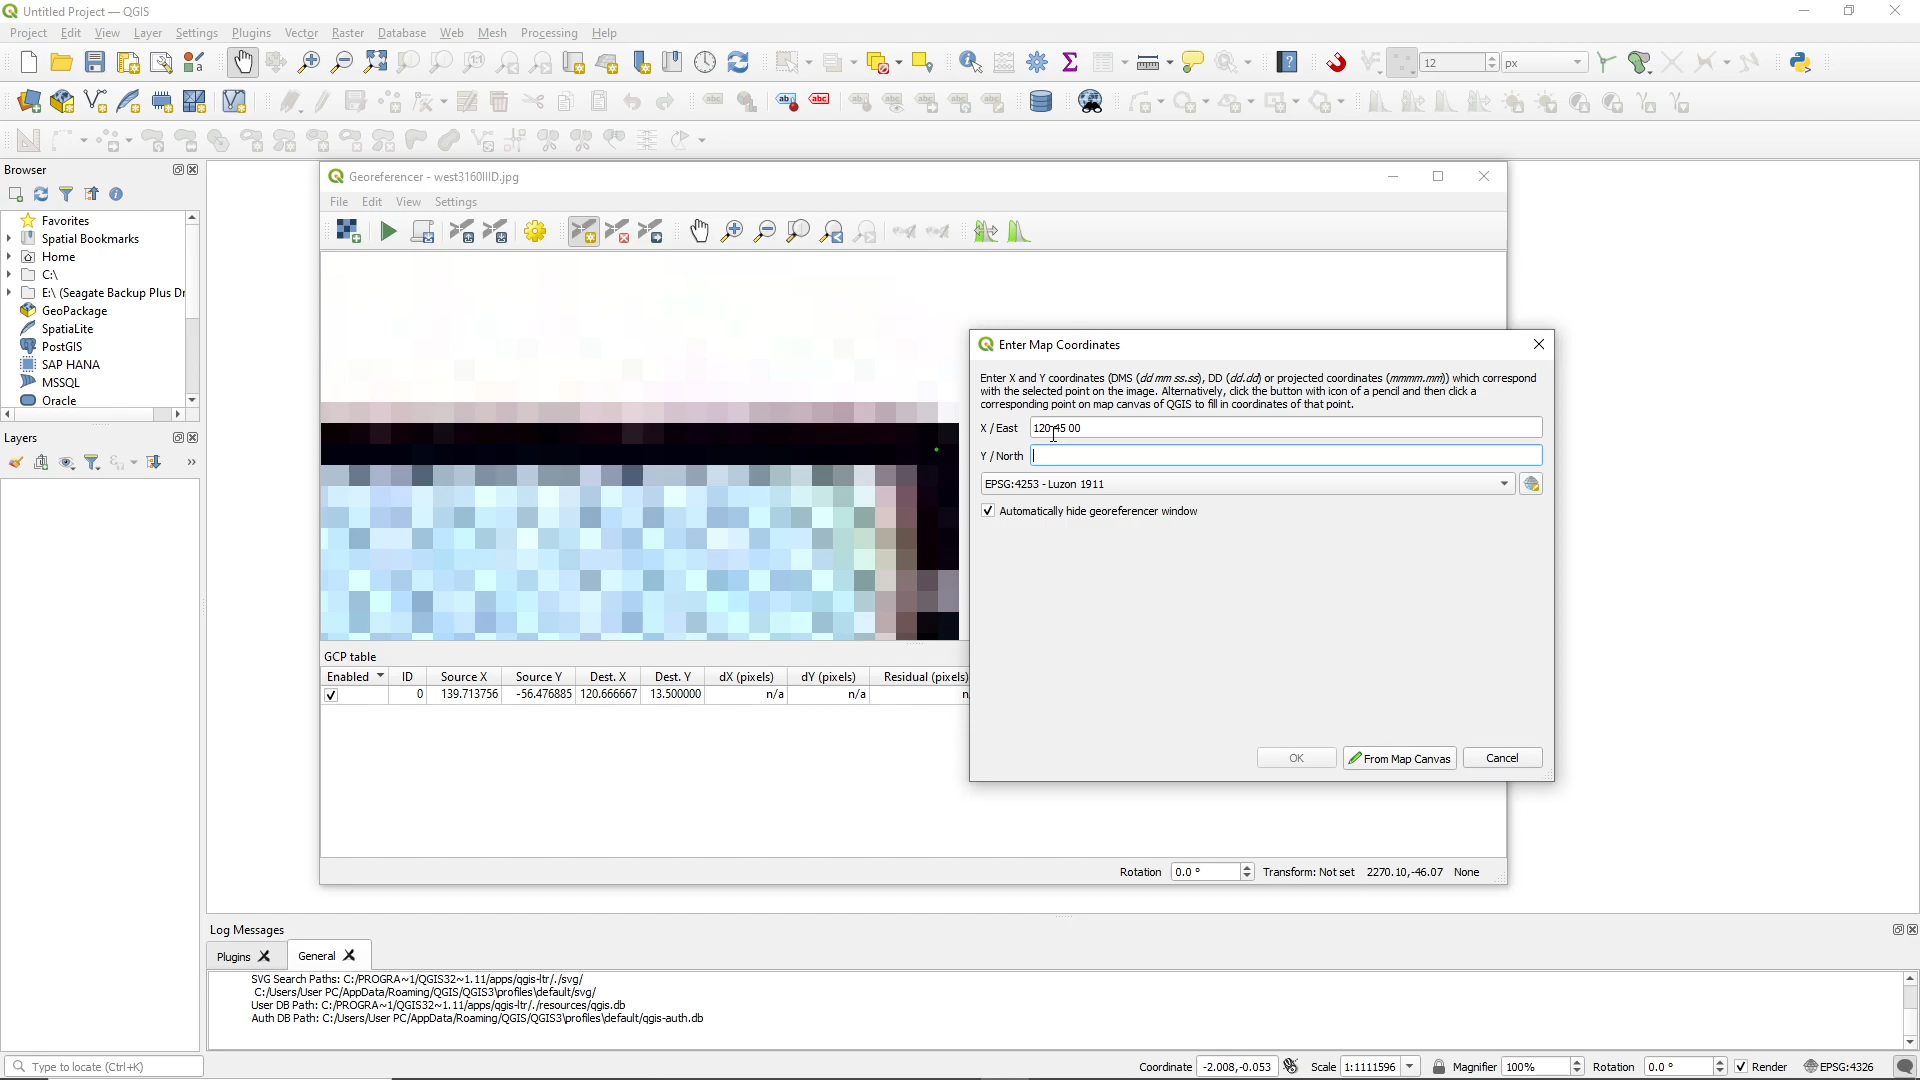 Untitled Project — QGIS
Project Edit View Layer Settings Plugins Vector Raster Database Web Mesh Processing Help
12 px
Browser
Favorites
Spatial Bookmarks
Home
C:\
E:\ (Seagate Backup Plus Dr
GeoPackage
SpatiaLite
PostGIS
SAP HANA
MSSQL
Oracle
Layers
Georeferencer - west3160IIID.jpg
File Edit View Settings
Enter Map Coordinates
Enter X and Y coordinates (DMS (dd mm ss.ss), DD (dd.dd) or projected coordinates (mmmm.mm)) which correspond
with the selected point on the image. Alternatively, click the button with icon of a pencil and then click a
corresponding point on map canvas of QGIS to fill in coordinates of that point.
X / East 120 45 00
Y / North
EPSG:4253 - Luzon 1911
Automatically hide georeferencer window
OK From Map Canvas Cancel
GCP table
Enabled ID Source X Source Y Dest. X Dest. Y dX (pixels) dY (pixels) Residual (pixels)
0 139.713756 -56.476885 120.666667 13.500000 n/a n/a n
Rotation 0.0 ° Transform: Not set 2270.10,-46.07 None
Log Messages
Plugins General
SVG Search Paths: C:/PROGRA~1/QGIS32~1.11/apps/qgis-ltr/./svg/
C:/Users/User PC/AppData/Roaming/QGIS/QGIS3\profiles\default/svg/
User DB Path: C:/PROGRA~1/QGIS32~1.11/apps/qgis-ltr/./resources/qgis.db
Auth DB Path: C:/Users/User PC/AppData/Roaming/QGIS/QGIS3\profiles\default/qgis-auth.db
Type to locate (Ctrl+K) Coordinate -2.008,-0.053 Scale 1:1111596 Magnifier 100% Rotation 0.0 ° Render EPSG:4326